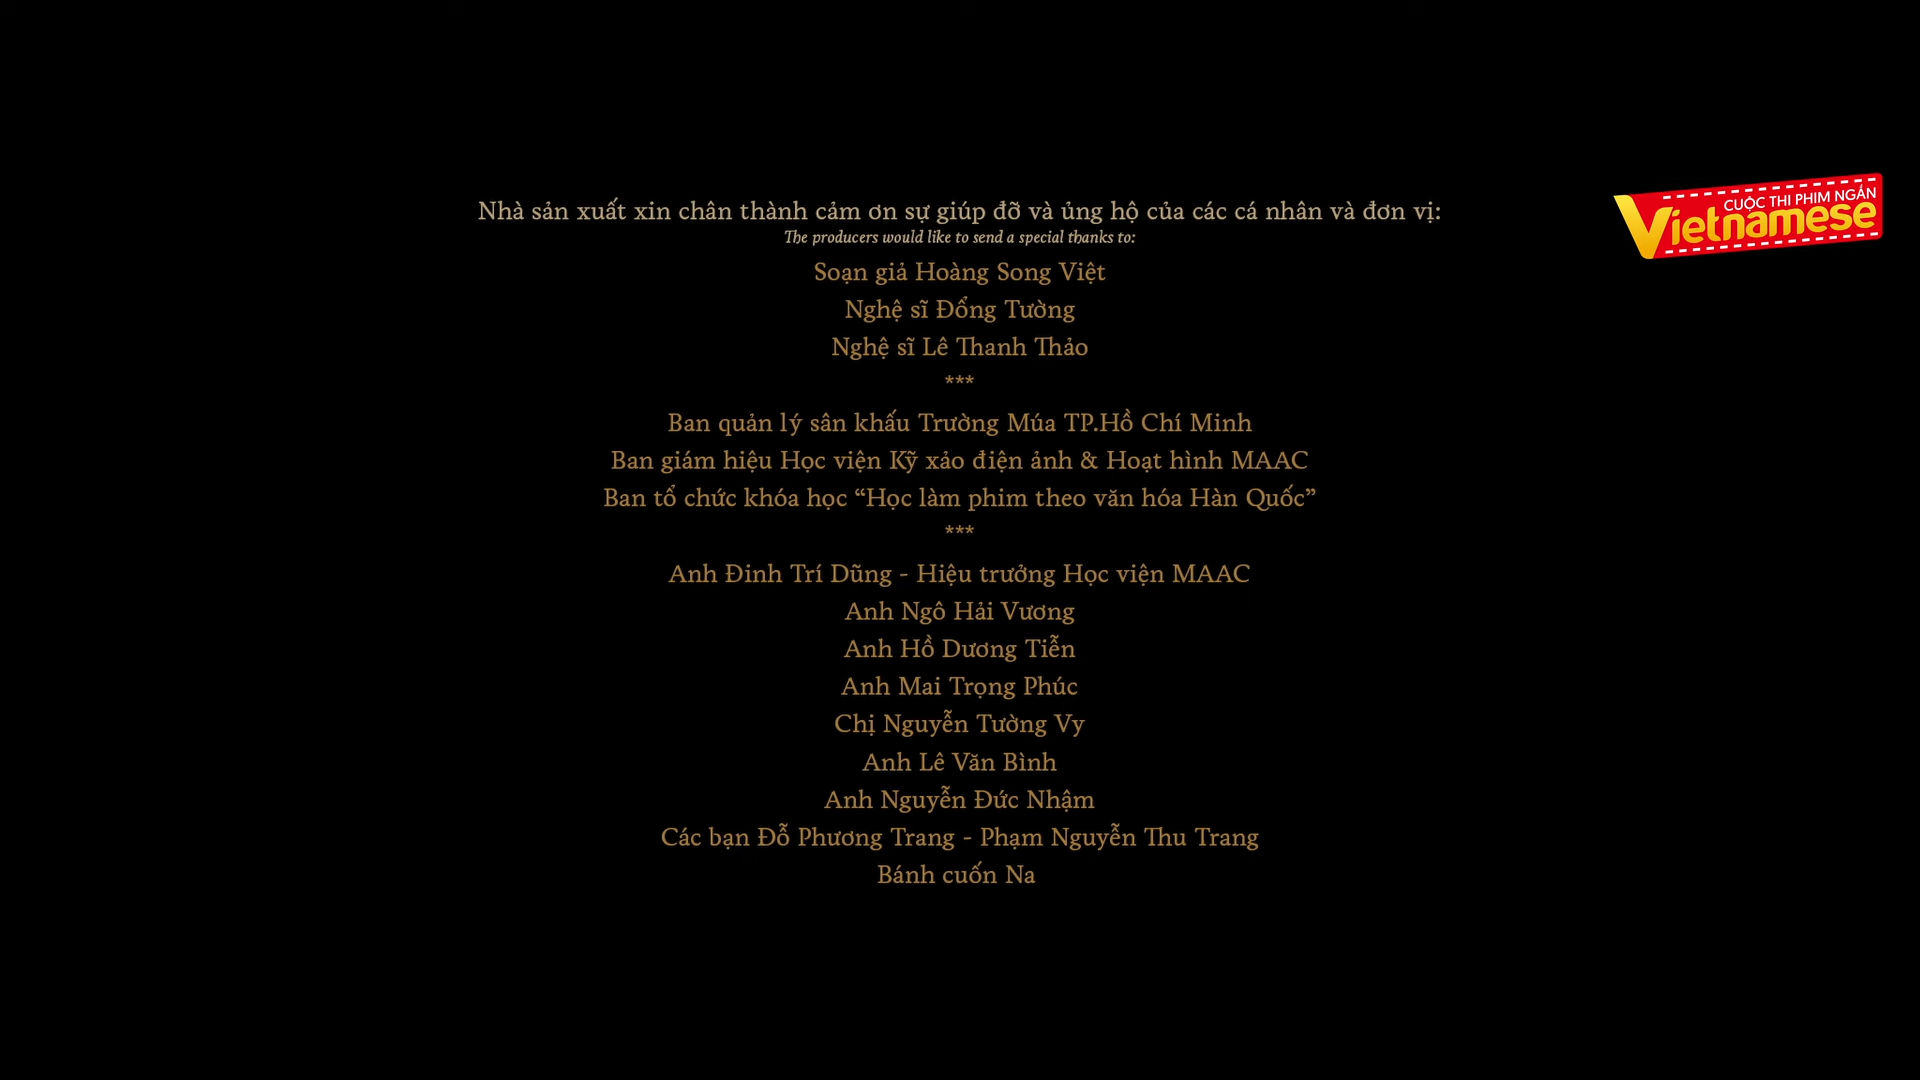 Nhà sản xuất xin chân thành cảm ơn sự giúp đỡ và ủng hộ của các cá nhân và đơn vị:
The producers would like to send a special thanks to:
CUỘC THI PHIM NGẮN
Vietnamese
Soạn giả Hoàng Song Việt
Nghệ sĩ Đổng Tường
Nghệ sĩ Lê Thanh Thảo
***
Ban quản lý sân khấu Trường Múa TP.Hồ Chí Minh
Ban giám hiệu Học viện Kỹ xảo điện ảnh & Hoạt hình MAAC
Ban tổ chức khóa học “Học làm phim theo văn hóa Hàn Quốc”
***
Anh Đinh Trí Dũng - Hiệu trưởng Học viện MAAC
Anh Ngô Hải Vương
Anh Hồ Dương Tiễn
Anh Mai Trọng Phúc
Chị Nguyễn Tường Vy
Anh Lê Văn Bình
Anh Nguyễn Đức Nhậm
Các bạn Đỗ Phương Trang - Phạm Nguyễn Thu Trang
Bánh cuốn Na